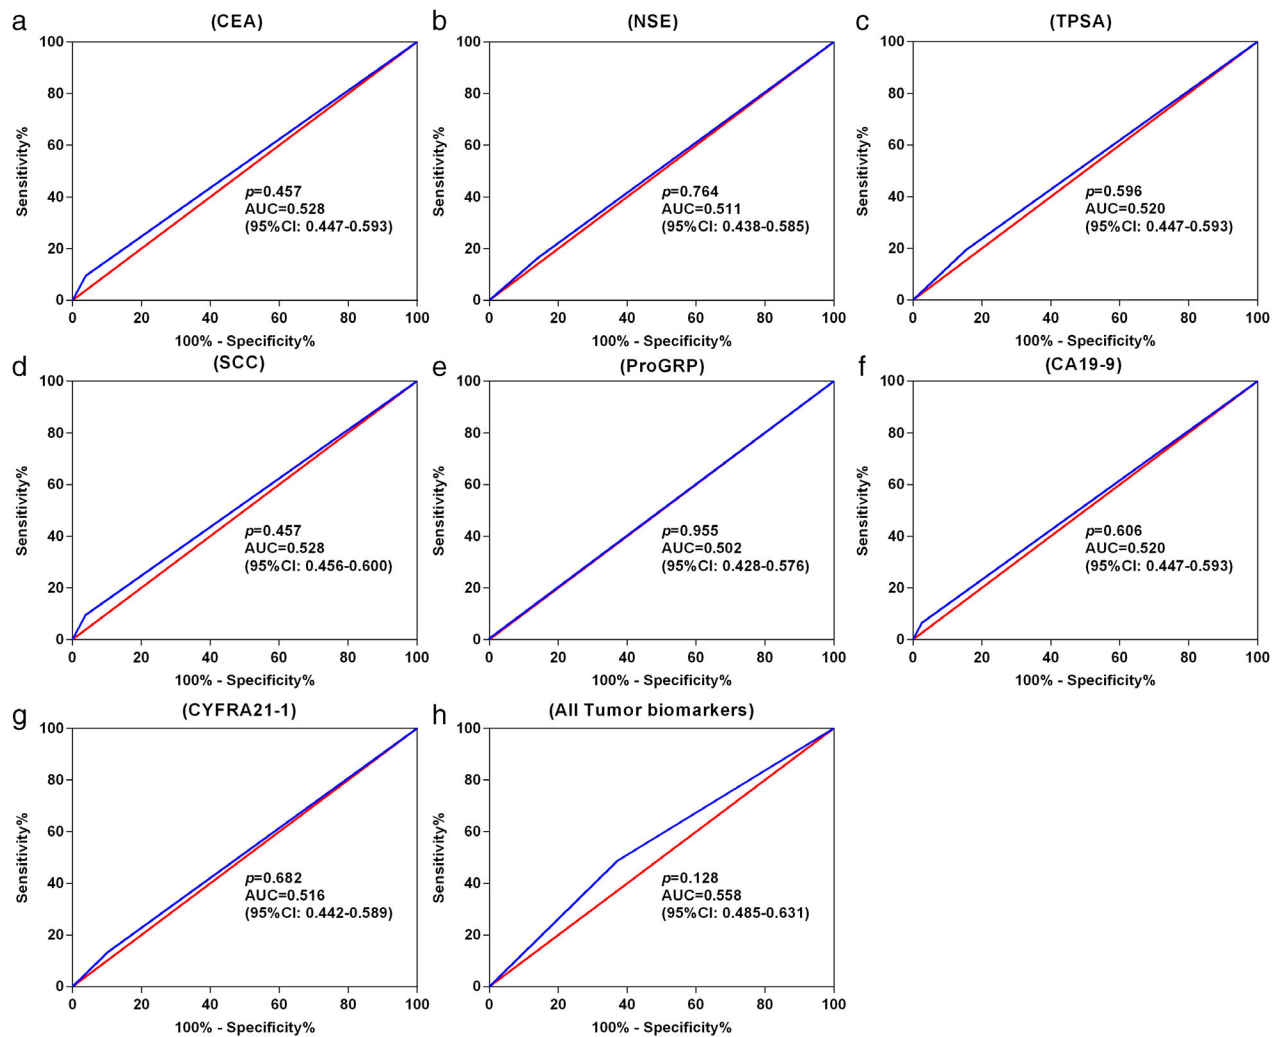 a
(CEA)
100
80
60
40
20
0
Sensitivity%
p=0.457
AUC=0.528
(95%CI: 0.447-0.593)
0 20 40 60 80 100
100% - Specificity%
b
(NSE)
100
80
60
40
20
0
Sensitivity%
p=0.764
AUC=0.511
(95%CI: 0.438-0.585)
0 20 40 60 80 100
100% - Specificity%
c
(TPSA)
100
80
60
40
20
0
Sensitivity%
p=0.596
AUC=0.520
(95%CI: 0.447-0.593)
0 20 40 60 80 100
100% - Specificity%
d
(SCC)
100
80
60
40
20
0
Sensitivity%
p=0.457
AUC=0.528
(95%CI: 0.456-0.600)
0 20 40 60 80 100
100% - Specificity%
e
(ProGRP)
100
80
60
40
20
0
Sensitivity%
p=0.955
AUC=0.502
(95%CI: 0.428-0.576)
0 20 40 60 80 100
100% - Specificity%
f
(CA19-9)
100
80
60
40
20
0
Sensitivity%
p=0.606
AUC=0.520
(95%CI: 0.447-0.593)
0 20 40 60 80 100
100% - Specificity%
g
(CYFRA21-1)
100
80
60
40
20
0
Sensitivity%
p=0.682
AUC=0.516
(95%CI: 0.442-0.589)
0 20 40 60 80 100
100% - Specificity%
h
(All Tumor biomarkers)
100
80
60
40
20
0
Sensitivity%
p=0.128
AUC=0.558
(95%CI: 0.485-0.631)
0 20 40 60 80 100
100% - Specificity%